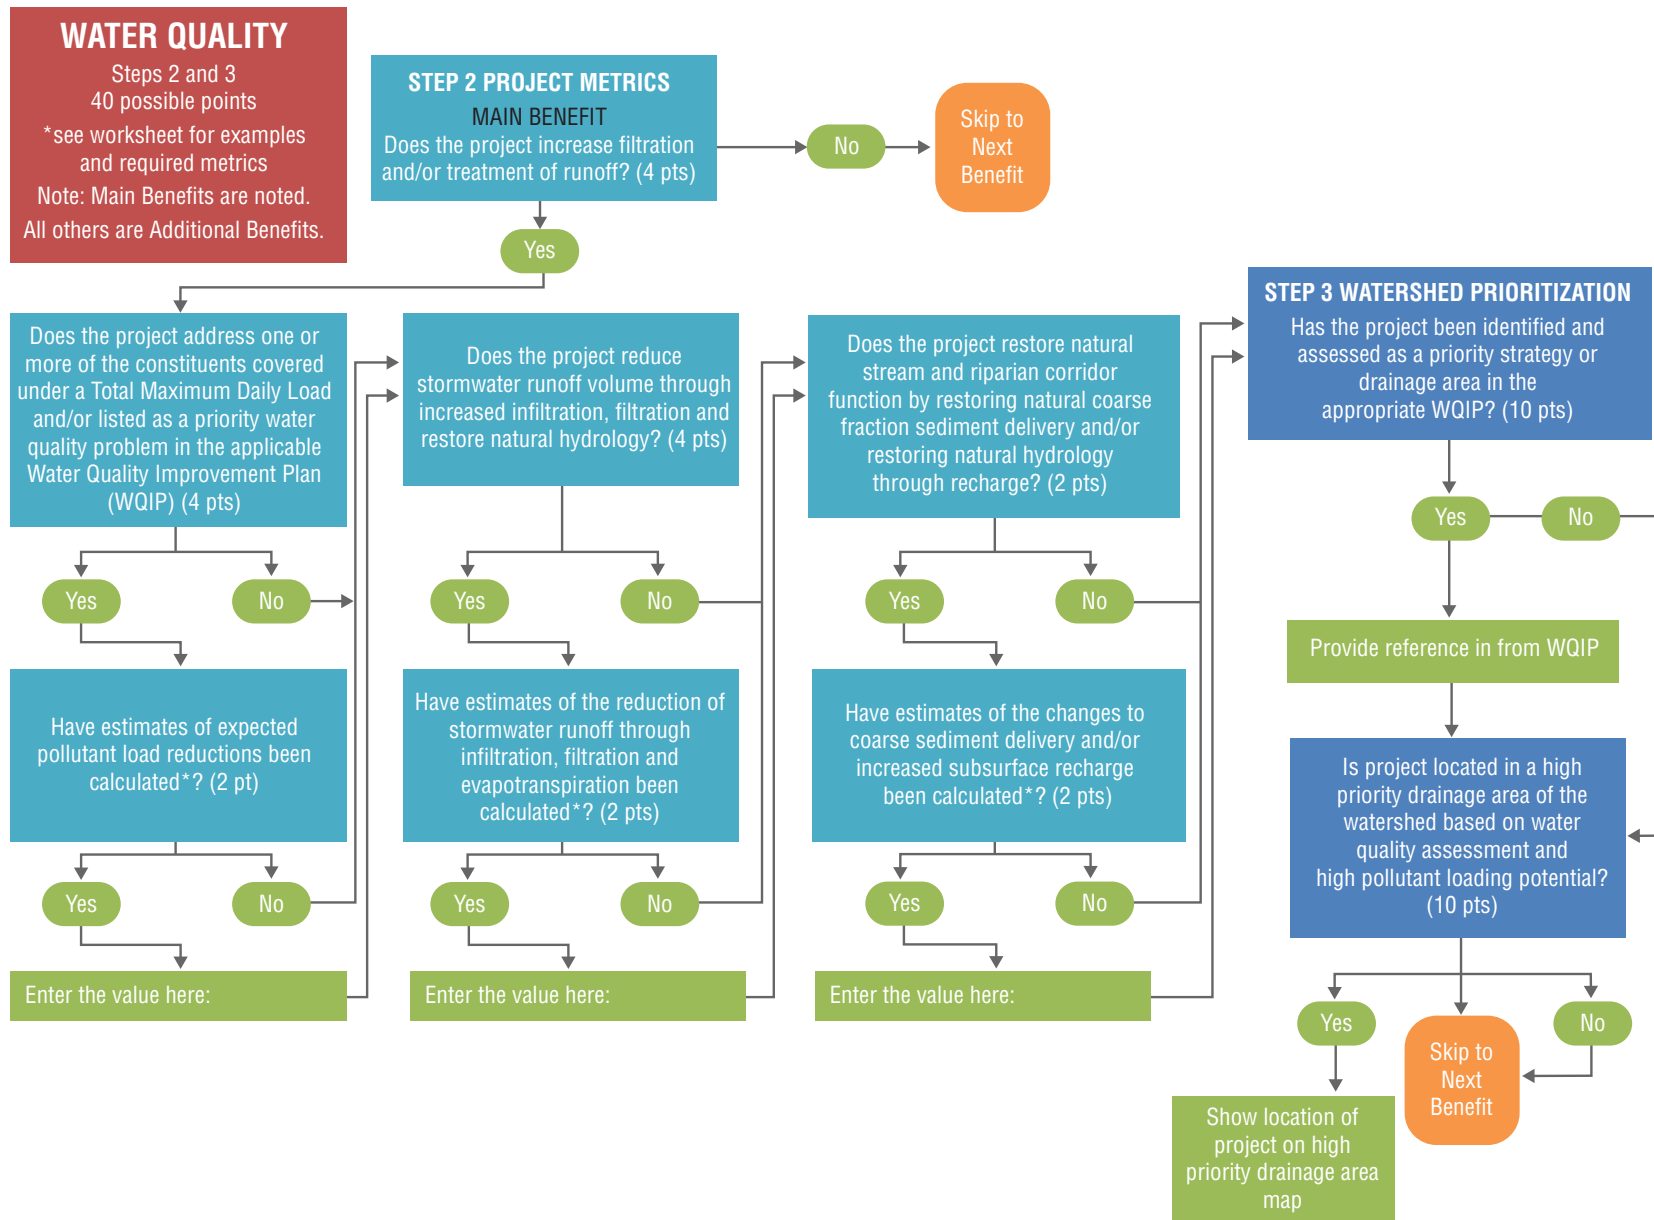 WATER QUALITY
Steps 2 and 3
40 possible points
*see worksheet for examples
and required metrics
Note: Main Benefits are noted.
All others are Additional Benefits.
STEP 2 PROJECT METRICS
MAIN BENEFIT
Does the project increase filtration
and/or treatment of runoff? (4 pts)
No
Skip to
Next
Benefit
Yes
Does the project address one or
more of the constituents covered
under a Total Maximum Daily Load
and/or listed as a priority water
quality problem in the applicable
Water Quality Improvement Plan
(WQIP) (4 pts)
Yes
No
Have estimates of expected
pollutant load reductions been
calculated*? (2 pt)
Yes
No
Enter the value here:
Does the project reduce
stormwater runoff volume through
increased infiltration, filtration and
restore natural hydrology? (4 pts)
Yes
No
Have estimates of the reduction of
stormwater runoff through
infiltration, filtration and
evapotranspiration been
calculated*? (2 pts)
Yes
No
Enter the value here:
Does the project restore natural
stream and riparian corridor
function by restoring natural coarse
fraction sediment delivery and/or
restoring natural hydrology
through recharge? (2 pts)
Yes
No
Have estimates of the changes to
coarse sediment delivery and/or
increased subsurface recharge
been calculated*? (2 pts)
Yes
No
Enter the value here:
STEP 3 WATERSHED PRIORITIZATION
Has the project been identified and
assessed as a priority strategy or
drainage area in the
appropriate WQIP? (10 pts)
Yes
No
Provide reference in from WQIP
Is project located in a high
priority drainage area of the
watershed based on water
quality assessment and
high pollutant loading potential?
(10 pts)
Yes
Skip to
Next
Benefit
No
Show location of
project on high
priority drainage area
map